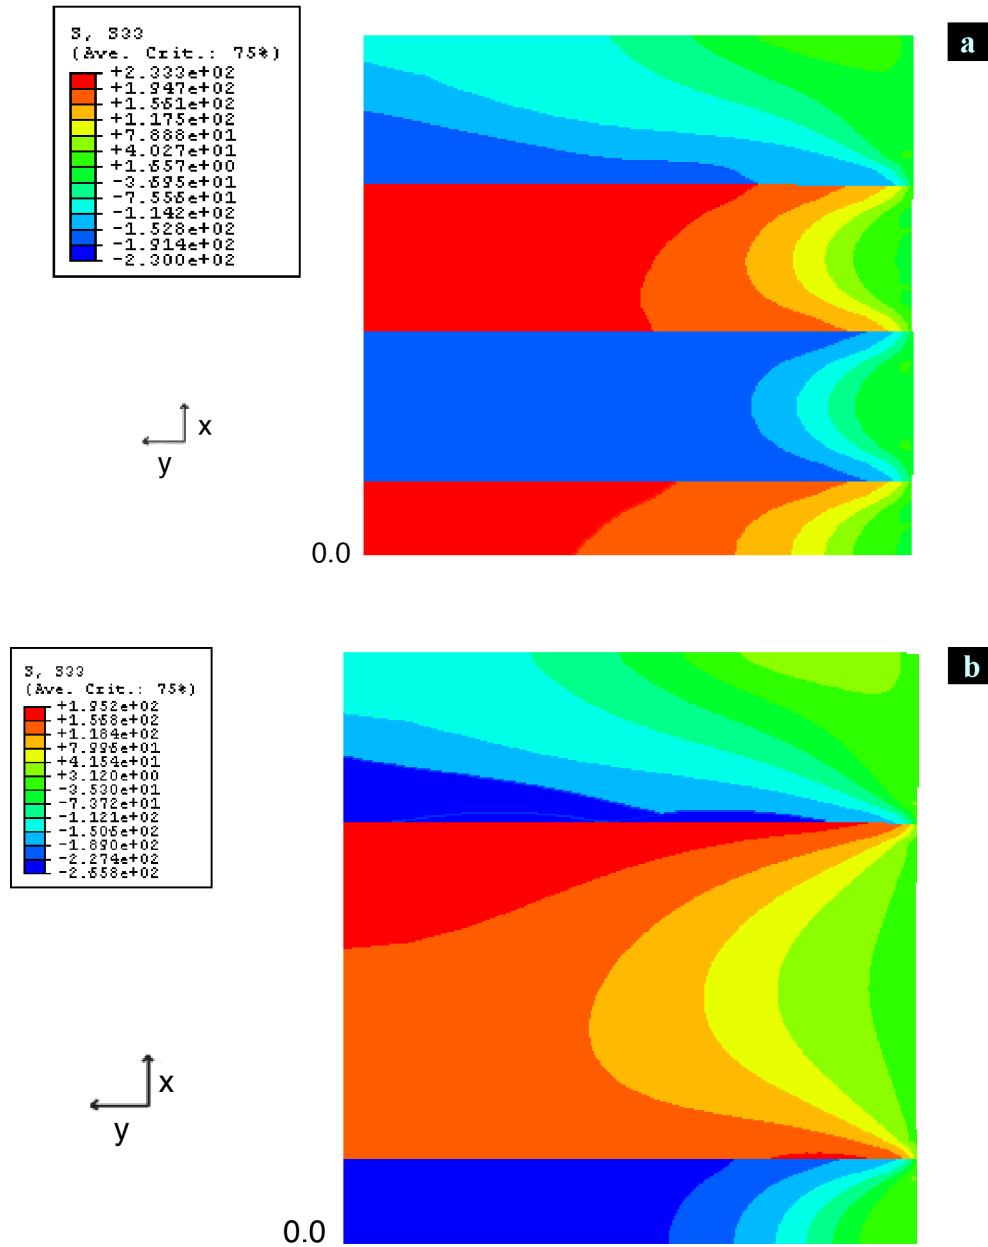 S, S33
(Ave. Crit.: 75%)
+2.333e+02
+1.947e+02
+1.561e+02
+1.175e+02
+7.888e+01
+4.027e+01
+1.657e+00
-3.695e+01
-7.556e+01
-1.142e+02
-1.528e+02
-1.914e+02
-2.300e+02
a
x
y
0.0
S, S33
(Ave. Crit.: 75%)
+1.952e+02
+1.568e+02
+1.184e+02
+7.995e+01
+4.154e+01
+3.120e+00
-3.530e+01
-7.372e+01
-1.121e+02
-1.505e+02
-1.890e+02
-2.274e+02
-2.658e+02
b
x
y
0.0